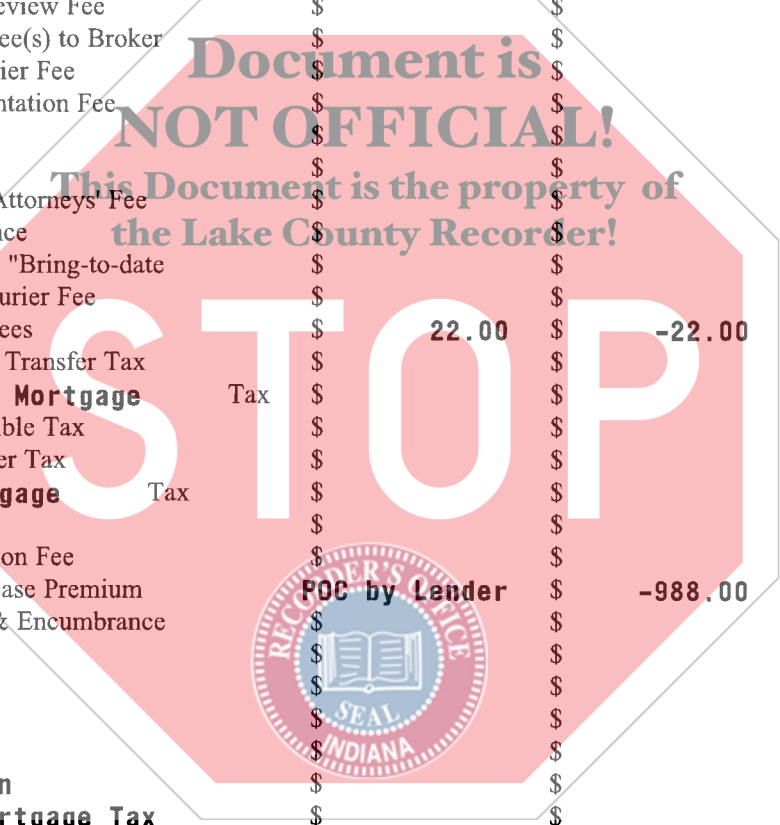 eview Fee $ $
ee(s) to Broker $ $
ier Fee $ $
ntation Fee $ $
$ $
$ $
Attorneys' Fee $ $
nce $ $
"Bring-to-date $ $
urier Fee $ $
ees $ 22.00 $ -22.00
Transfer Tax $ $
Mortgage Tax $ $
ble Tax $ $
er Tax $ $
gage Tax $ $
$ $
on Fee $ $
ase Premium POC by Lender $ -988.00
& Encumbrance $ $
$ $
$ $
$ $
$ $
n $ $
rtgage Tax $ $
Document is
NOT OFFICIAL!
This Document is the property of
the Lake County Recorder!
STOP
RECORDER'S OFFICE
SEAL
INDIANA